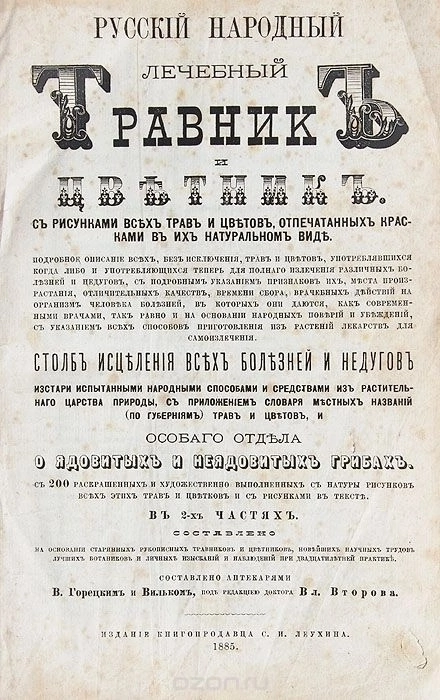 РУССКІЙ НАРОДНЫЙ
ЛЕЧЕБНЫЙ
ТРАВНИКЪ
И
ЦВѢТНИКЪ.
СЪ РИСУНКАМИ ВСѢХЪ ТРАВЪ И ЦВѢТОВЪ, ОТПЕЧАТАННЫХЪ КРАС-
КАМИ ВЪ ИХЪ НАТУРАЛЬНОМЪ ВИДѢ.
ПОДРОБНОЕ ОПИСАНІЕ ВСѢХЪ, БЕЗЪ ИСКЛЮЧЕНІЯ, ТРАВЪ И ЦВѢТОВЪ, УПОТРЕБЛЯВШИХСЯ
КОГДА ЛИБО И УПОТРЕБЛЯЮЩИХСЯ ТЕПЕРЬ ДЛЯ ПОЛНАГО ИЗЛЕЧЕНІЯ РАЗЛИЧНЫХЪ БО-
ЛѢЗНЕЙ И НЕДУГОВЪ, СЪ ПОДРОБНЫМЪ УКАЗАНІЕМЪ ПРИЗНАКОВЪ ИХЪ, МѢСТА ПРОИЗ-
РАСТАНІЯ, ОТЛИЧИТЕЛЬНЫХЪ КАЧЕСТВЪ, ВРЕМЕНИ СБОРА, ВРАЧЕБНЫХЪ ДѢЙСТВІЙ НА
ОРГАНИЗМЪ ЧЕЛОВѢКА БОЛѢЗНЕЙ, ВЪ КОТОРЫХЪ ОНИ ДАЮТСЯ, КАКЪ СОВРЕМЕН-
НЫМИ ВРАЧАМИ, ТАКЪ РАВНО И НА ОСНОВАНІИ НАРОДНЫХЪ ПОВѢРІЙ И УБѢЖДЕНІЙ,
СЪ УКАЗАНІЕМЪ ВСѢХЪ СПОСОБОВЪ ПРИГОТОВЛЕНІЯ ИЗЪ РАСТЕНІЙ ЛЕКАРСТВЪ ДЛЯ
САМОИЗЛЕЧЕНІЯ.
СТОЛБЪ ИСЦѢЛЕНІЯ ВСѢХЪ БОЛѢЗНЕЙ И НЕДУГОВЪ
ИЗСТАРИ ИСПЫТАННЫМИ НАРОДНЫМИ СПОСОБАМИ И СРЕДСТВАМИ ИЗЪ РАСТИТЕЛЬ-
НАГО ЦАРСТВА ПРИРОДЫ, СЪ ПРИЛОЖЕНІЕМЪ СЛОВАРЯ МѢСТНЫХЪ НАЗВАНІЙ
(ПО ГУБЕРНІЯМЪ) ТРАВЪ И ЦВѢТОВЪ, И
ОСОБАГО ОТДѢЛА
О ЯДОВИТЫХЪ И НЕЯДОВИТЫХЪ ГРИБАХЪ.
СЪ 200 РАСКРАШЕННЫХЪ И ХУДОЖЕСТВЕННО ВЫПОЛНЕННЫХЪ СЪ НАТУРЫ РИСУНКОВЪ
ВСѢХЪ ЭТИХЪ ТРАВЪ И ЦВѢТКОВЪ И СЪ РИСУНКАМИ ВЪ ТЕКСТѢ.
ВЪ 2-ХЪ ЧАСТЯХЪ.
СОСТАВЛЕНО
НА ОСНОВАНІИ СТАРИННЫХЪ РУКОПИСНЫХЪ ТРАВНИКОВЪ И ЦВѢТНИКОВЪ, НОВѢЙШИХЪ НАУЧНЫХЪ ТРУДОВЪ
ЛУЧШИХЪ БОТАНИКОВЪ И ЛИЧНЫХЪ ИЗЫСКАНІЙ И НАБЛЮДЕНІЙ ПРИ ДВАДЦАТИЛѢТНЕЙ ПРАКТИКѢ.
СОСТАВЛЕНО АПТЕКАРЯМИ
В. Горецкимъ и Вильком, подъ редакціею доктора Вл. Второва.
ИЗДАНІЕ КНИГОПРОДАВЦА С. И. ЛЕУХИНА.
1885.
ozon.ru